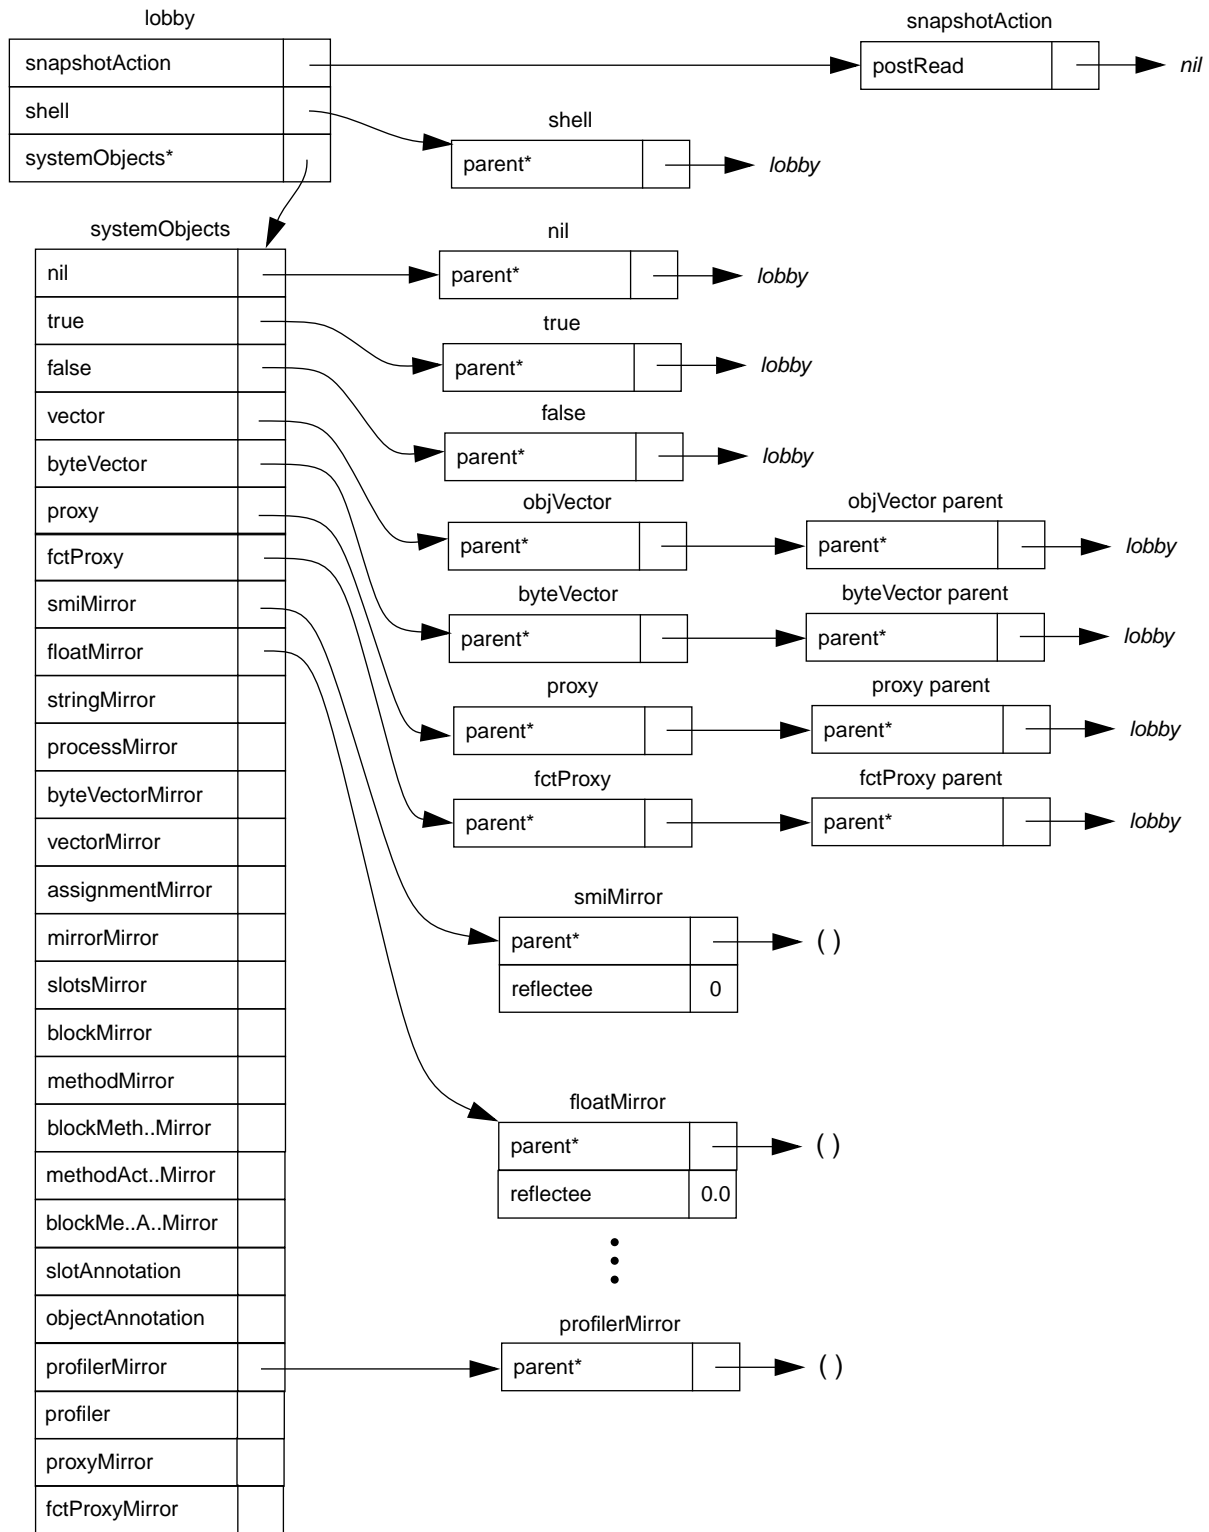 lobby
snapshotAction
snapshotAction
postRead
nil
shell
shell
parent*
lobby
systemObjects*
systemObjects
nil
nil
parent*
lobby
true
true
parent*
lobby
false
false
parent*
lobby
vector
objVector
objVector parent
parent*
parent*
lobby
byteVector
byteVector
byteVector parent
parent*
parent*
lobby
proxy
proxy
proxy parent
parent*
parent*
lobby
fctProxy
fctProxy
fctProxy parent
parent*
parent*
lobby
smiMirror
smiMirror
parent*
( )
reflectee
0
floatMirror
floatMirror
parent*
( )
reflectee
0.0
stringMirror
processMirror
byteVectorMirror
vectorMirror
assignmentMirror
mirrorMirror
slotsMirror
blockMirror
methodMirror
blockMeth..Mirror
methodAct..Mirror
blockMe..A..Mirror
slotAnnotation
objectAnnotation
profilerMirror
profilerMirror
parent*
( )
profiler
proxyMirror
fctProxyMirror